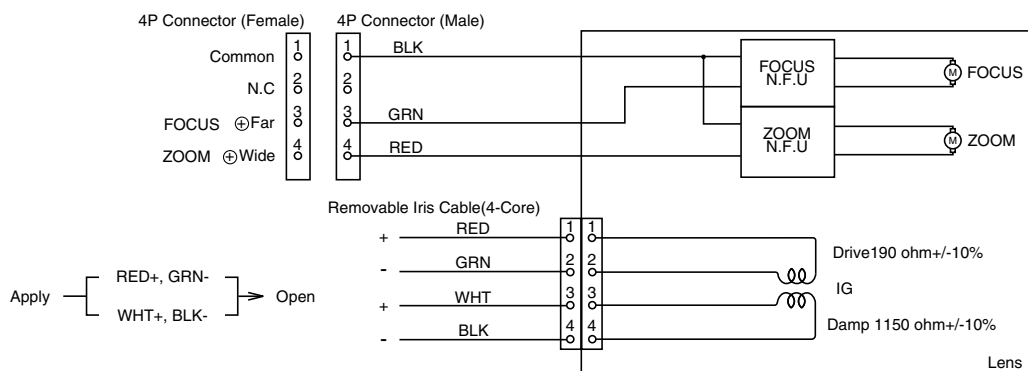 4P Connector (Female)
4P Connector (Male)
Common
1
1
BLK
N.C
2
2
FOCUS ⊕Far
3
3
GRN
ZOOM ⊕Wide
4
4
RED
FOCUS
N.F.U
M
FOCUS
ZOOM
N.F.U
M
ZOOM
Removable Iris Cable(4-Core)
+
RED
1
1
-
GRN
2
2
+
WHT
3
3
-
BLK
4
4
Drive190 ohm+/-10%
IG
Damp 1150 ohm+/-10%
Apply
RED+, GRN-
WHT+, BLK-
Open
Lens